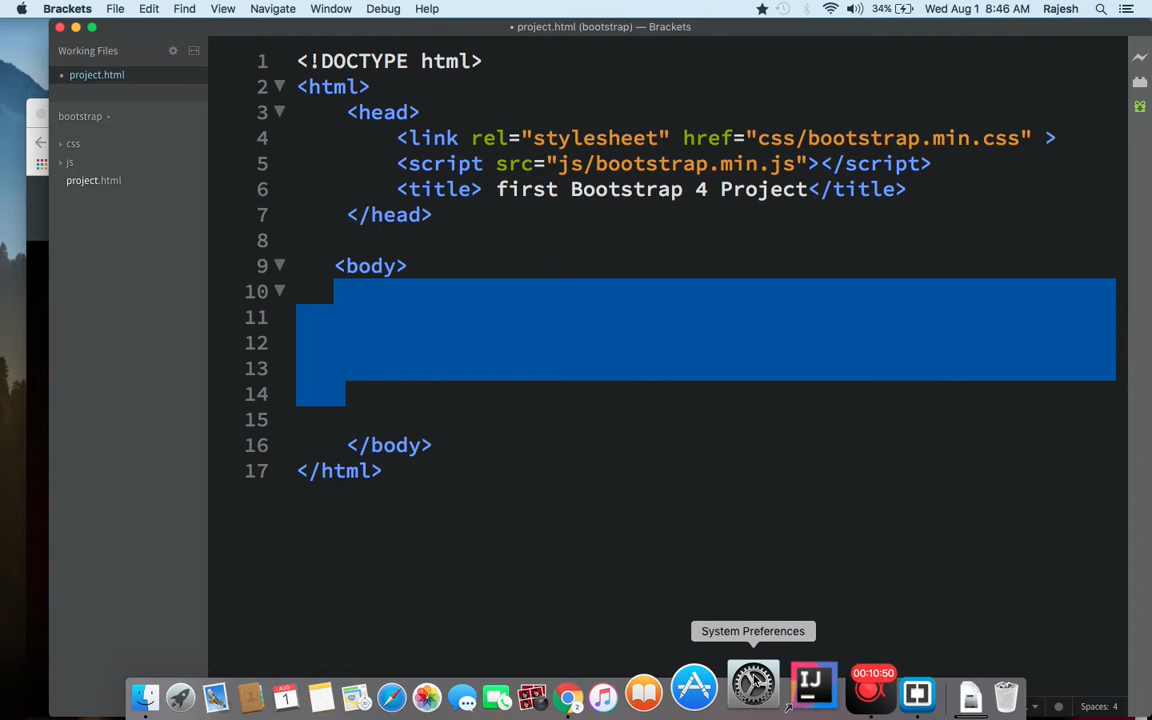 Brackets File Edit Find View Navigate Window Debug Help 34% Wed Aug 1 8:46 AM Rajesh
• project.html (bootstrap) — Brackets
Working Files
• project.html
bootstrap
css
js
project.html
1 <!DOCTYPE html>
2 <html>
3 <head>
4 <link rel="stylesheet" href="css/bootstrap.min.css" >
5 <script src="js/bootstrap.min.js"></script>
6 <title> first Bootstrap 4 Project</title>
7 </head>
8
9 <body>
10
11
12
13
14
15
16 </body>
17 </html>
System Preferences
AUG
1
IJ
00:10:50
Spaces: 4